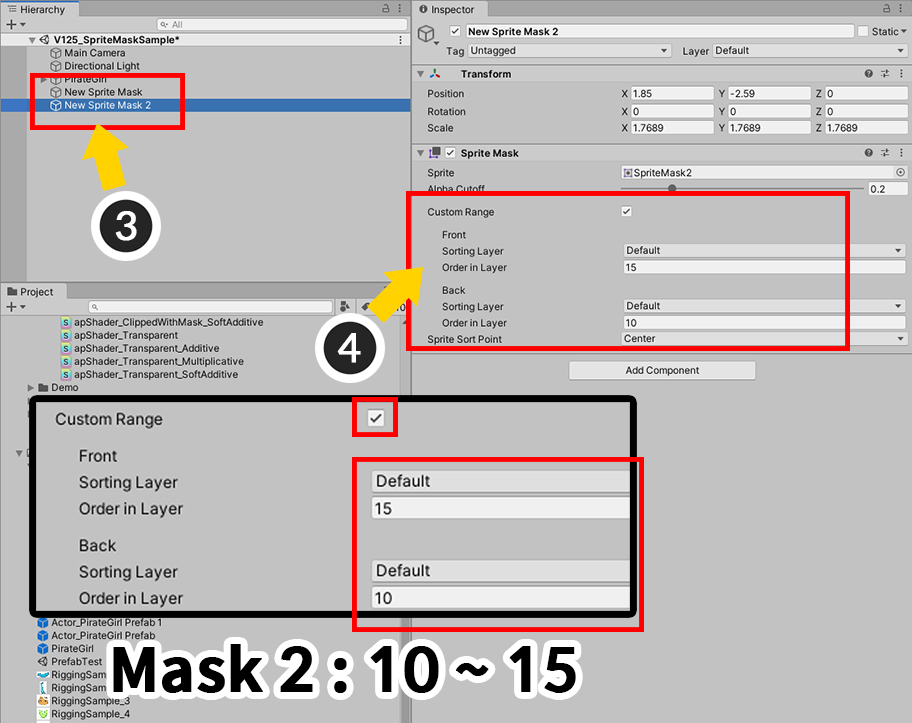 Hierarchy
All
V125_SpriteMaskSample*
Main Camera
Directional Light
PirateGirl
New Sprite Mask
New Sprite Mask 2
3
Project
apShader_ClippedWithMask_SoftAdditive
apShader_Transparent
apShader_Transparent_Additive
apShader_Transparent_Multiplicative
apShader_Transparent_SoftAdditive
Demo
Actor_PirateGirl Prefab 1
Actor_PirateGirl Prefab
PirateGirl
PrefabTest
RiggingSam
RiggingSam
RiggingSample_3
RiggingSample_4
Inspector
New Sprite Mask 2
Static
Tag Untagged Layer Default
Transform
Position X 1.85 Y -2.59 Z 0
Rotation X 0 Y 0 Z 0
Scale X 1.7689 Y 1.7689 Z 1.7689
Sprite Mask
Sprite SpriteMask2
Alpha Cutoff 0.2
Custom Range
Front
Sorting Layer Default
Order in Layer 15
Back
Sorting Layer Default
Order in Layer 10
Sprite Sort Point Center
4
Add Component
Custom Range
Front
Sorting Layer Default
Order in Layer 15
Back
Sorting Layer Default
Order in Layer 10
Mask 2 : 10 ~ 15